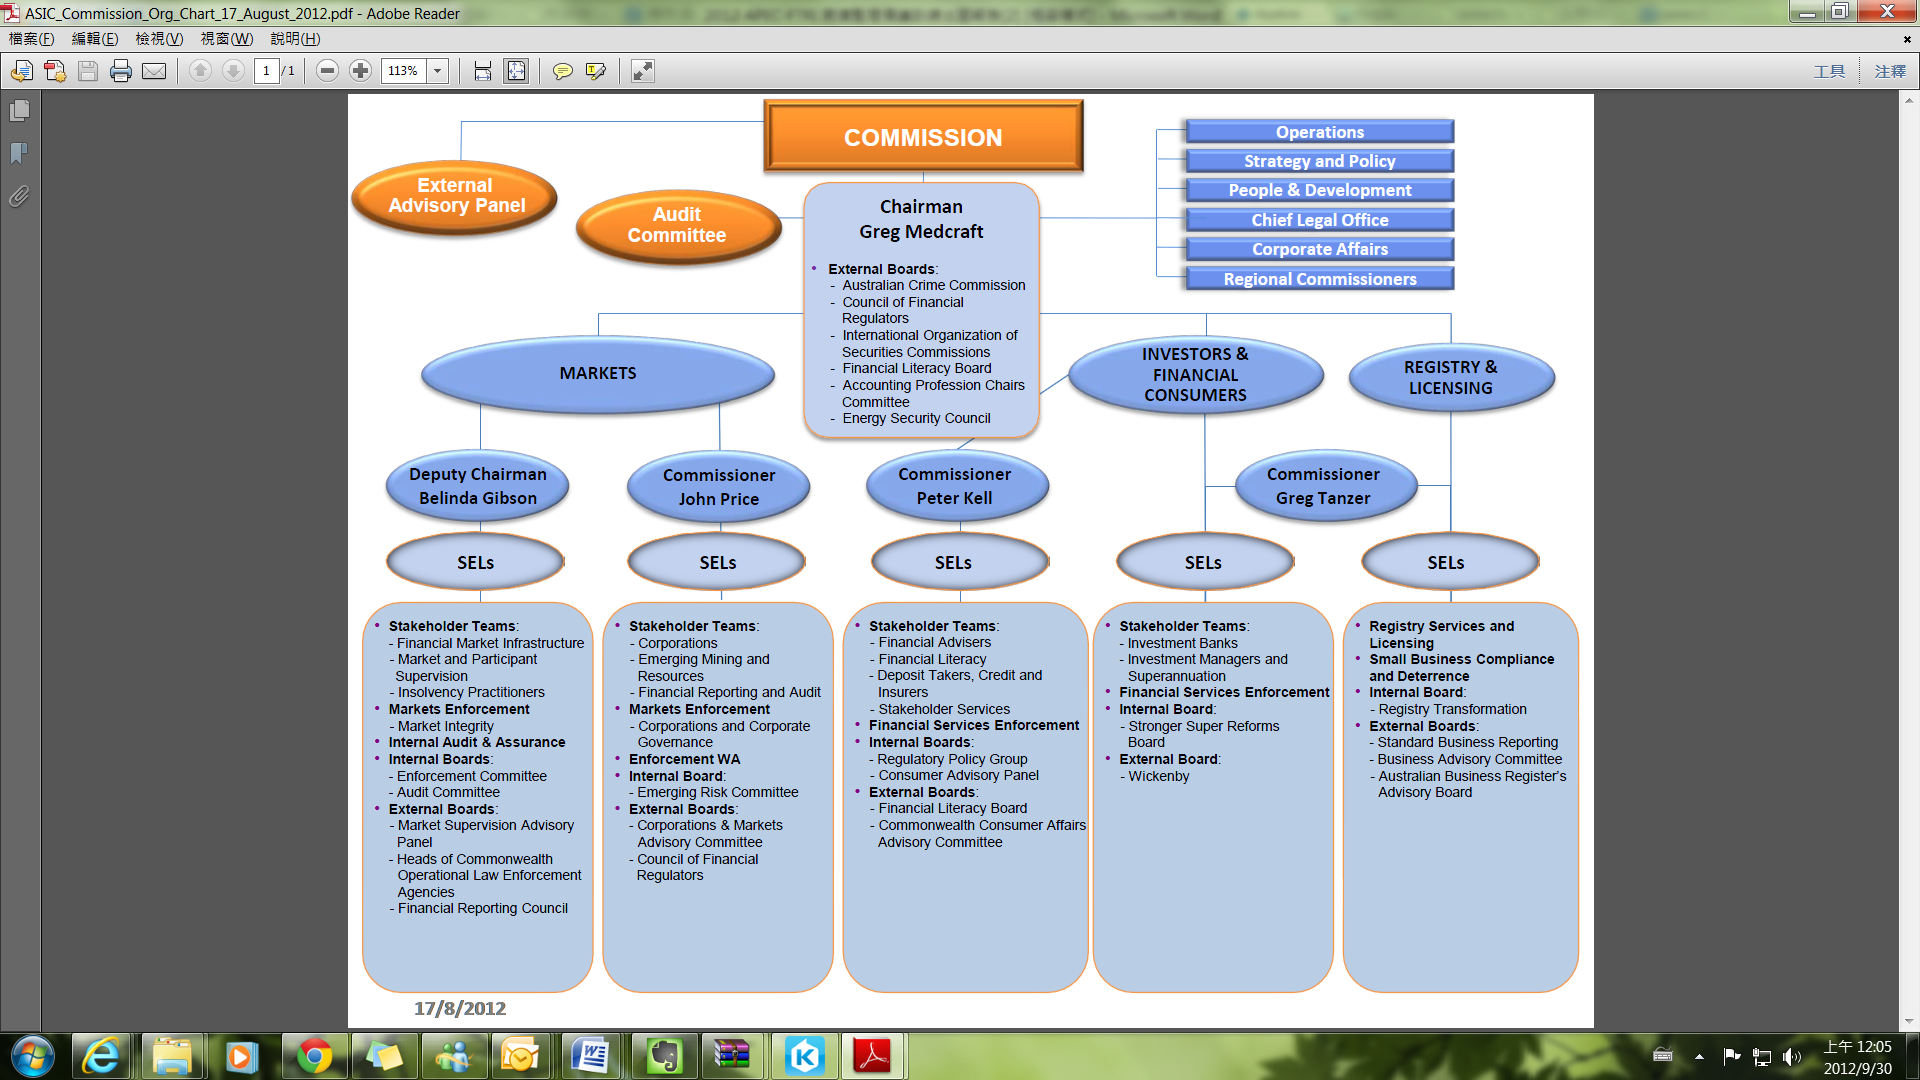 ASIC_Commission_Org_Chart_17_August_2012.pdf - Adobe Reader
檔案(F) 編輯(E) 檢視(V) 視窗(W) 說明(H)
1 / 1 113% 工具 注釋
COMMISSION
External
Advisory Panel
Audit
Committee
Chairman
Greg Medcraft
• External Boards:
- Australian Crime Commission
- Council of Financial
Regulators
- International Organization of
Securities Commissions
- Financial Literacy Board
- Accounting Profession Chairs
Committee
- Energy Security Council
Operations
Strategy and Policy
People & Development
Chief Legal Office
Corporate Affairs
Regional Commissioners
MARKETS
INVESTORS &
FINANCIAL
CONSUMERS
REGISTRY &
LICENSING
Deputy Chairman
Belinda Gibson
Commissioner
John Price
Commissioner
Peter Kell
Commissioner
Greg Tanzer
SELs
SELs
SELs
SELs
SELs
• Stakeholder Teams:
- Financial Market Infrastructure
- Market and Participant
Supervision
- Insolvency Practitioners
• Markets Enforcement
- Market Integrity
• Internal Audit & Assurance
• Internal Boards:
- Enforcement Committee
- Audit Committee
• External Boards:
- Market Supervision Advisory
Panel
- Heads of Commonwealth
Operational Law Enforcement
Agencies
- Financial Reporting Council
• Stakeholder Teams:
- Corporations
- Emerging Mining and
Resources
- Financial Reporting and Audit
• Markets Enforcement
- Corporations and Corporate
Governance
• Enforcement WA
• Internal Board:
- Emerging Risk Committee
• External Boards:
- Corporations & Markets
Advisory Committee
- Council of Financial
Regulators
• Stakeholder Teams:
- Financial Advisers
- Financial Literacy
- Deposit Takers, Credit and
Insurers
- Stakeholder Services
• Financial Services Enforcement
• Internal Boards:
- Regulatory Policy Group
- Consumer Advisory Panel
• External Boards:
- Financial Literacy Board
- Commonwealth Consumer Affairs
Advisory Committee
• Stakeholder Teams:
- Investment Banks
- Investment Managers and
Superannuation
• Financial Services Enforcement
• Internal Board:
- Stronger Super Reforms
Board
• External Board:
- Wickenby
• Registry Services and
Licensing
• Small Business Compliance
and Deterrence
• Internal Board:
- Registry Transformation
• External Boards:
- Standard Business Reporting
- Business Advisory Committee
- Australian Business Register's
Advisory Board
17/8/2012
上午 12:05
2012/9/30